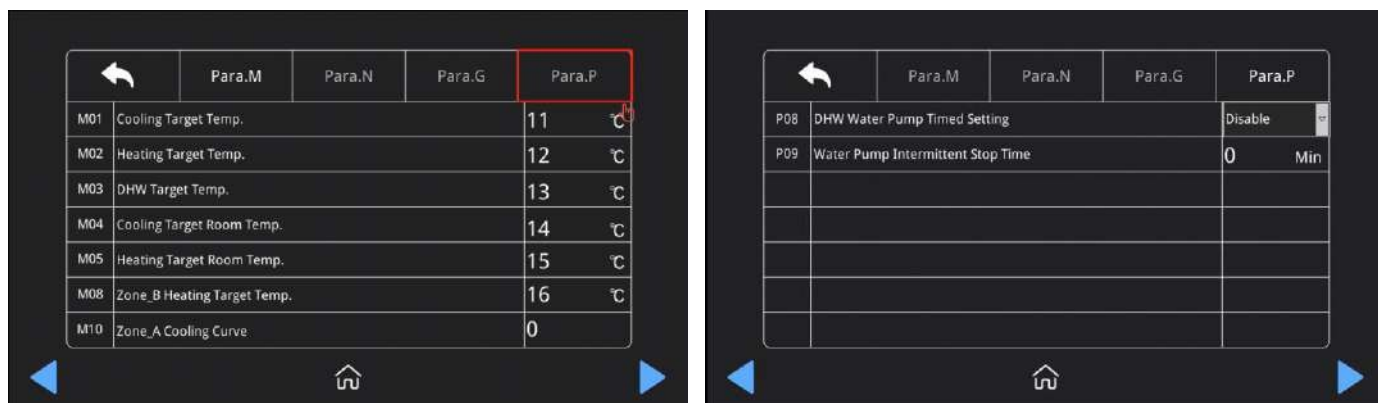 Para.M Para.N Para.G Para.P
M01 Cooling Target Temp. 11 ℃
M02 Heating Target Temp. 12 ℃
M03 DHW Target Temp. 13 ℃
M04 Cooling Target Room Temp. 14 ℃
M05 Heating Target Room Temp. 15 ℃
M08 Zone_B Heating Target Temp. 16 ℃
M10 Zone_A Cooling Curve 0
Para.M Para.N Para.G Para.P
P08 DHW Water Pump Timed Setting Disable
P09 Water Pump Intermittent Stop Time 0 Min